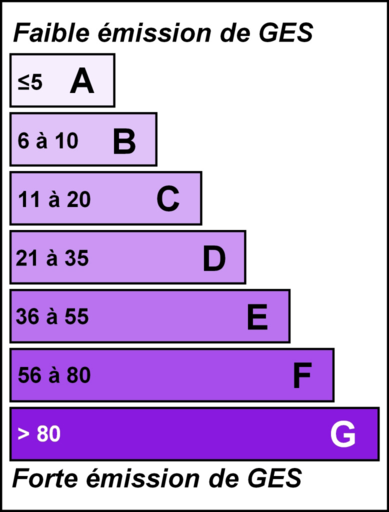 Faible émission de GES
≤5 A
6 à 10 B
11 à 20 C
21 à 35 D
36 à 55 E
56 à 80 F
> 80 G
Forte émission de GES